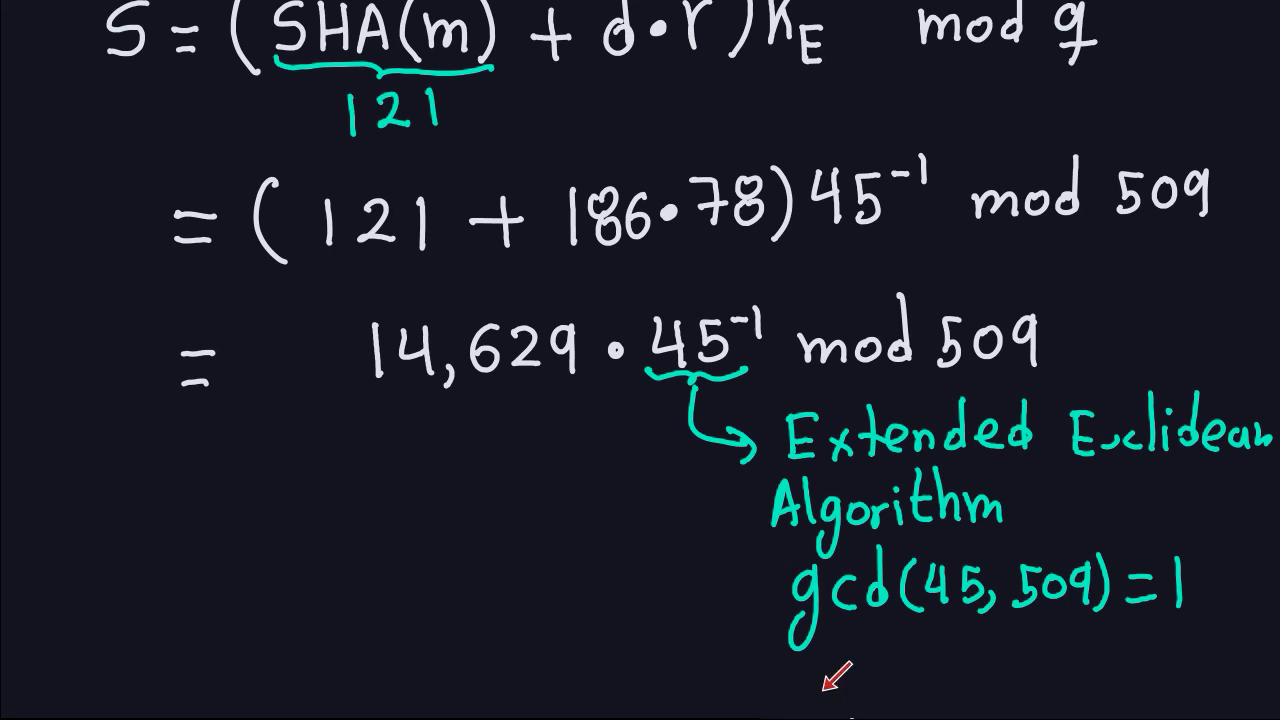 S = (SHA(m) + d•r)K_E mod q
121
= (121 + 186•78)45⁻¹ mod 509
= 14,629 • 45⁻¹ mod 509
Extended Euclidean
Algorithm
gcd(45, 509) = 1